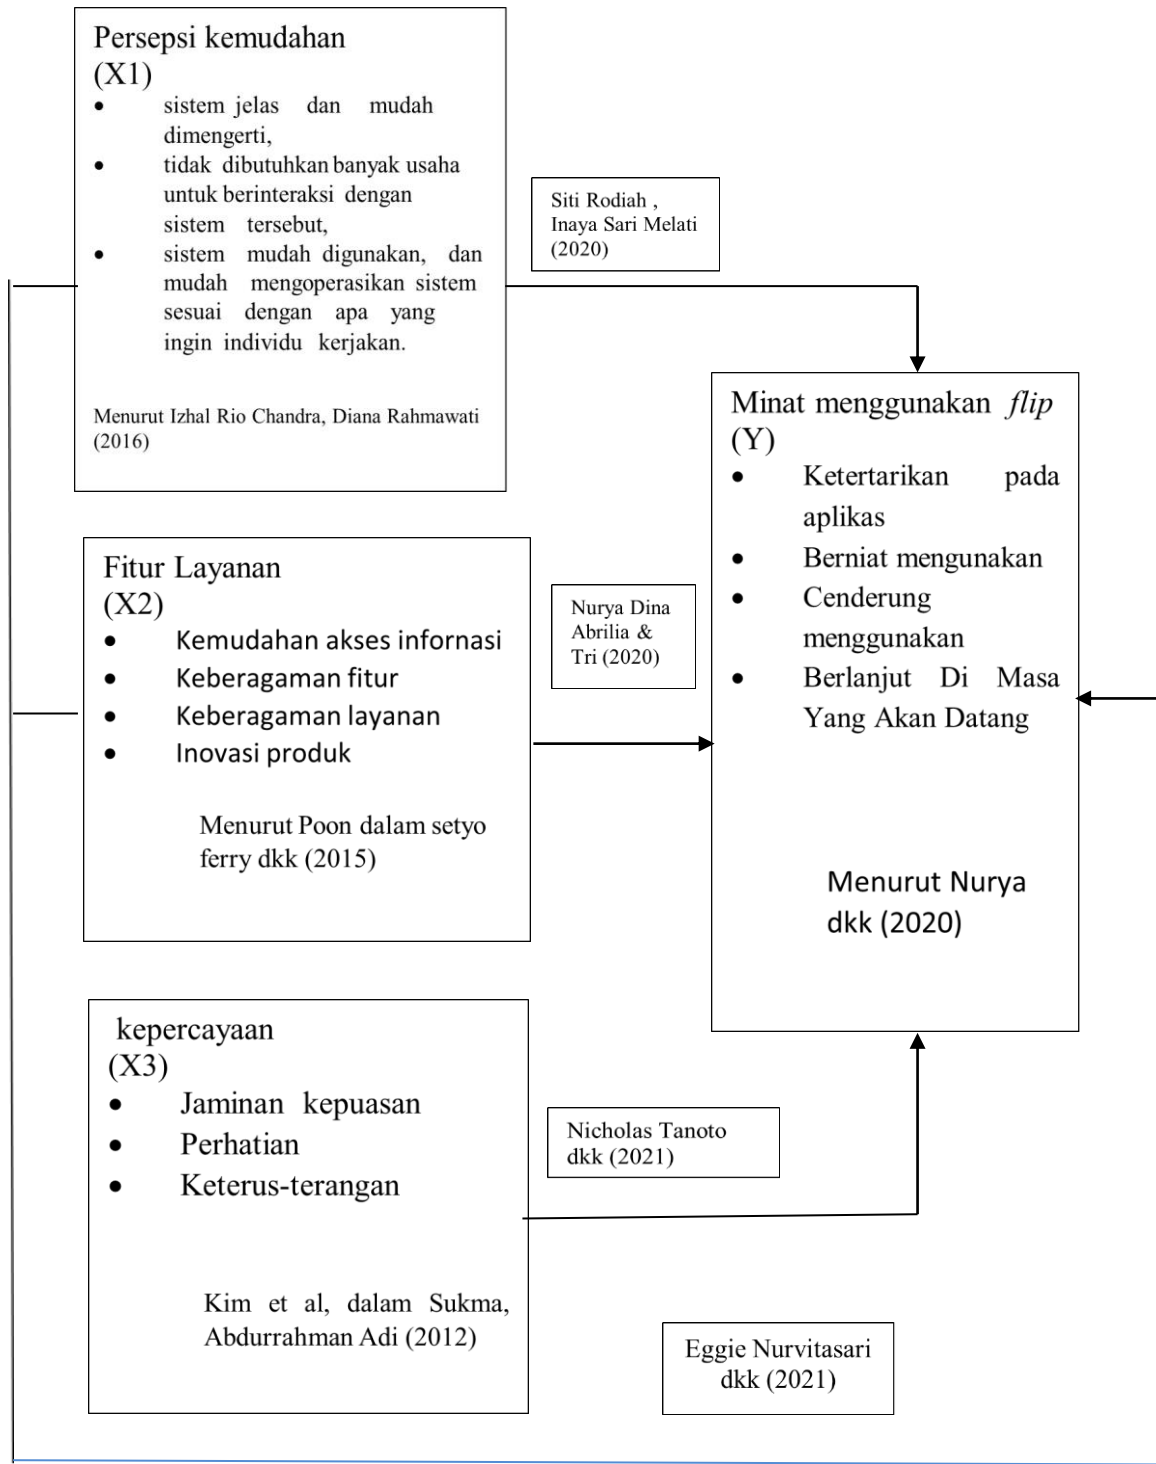 Persepsi kemudahan
(X1)
• sistem jelas dan mudah
dimengerti,
• tidak dibutuhkan banyak usaha
untuk berinteraksi dengan
sistem tersebut,
• sistem mudah digunakan, dan
mudah mengoperasikan sistem
sesuai dengan apa yang
ingin individu kerjakan.
Menurut Izhal Rio Chandra, Diana Rahmawati
(2016)
Siti Rodiah ,
Inaya Sari Melati
(2020)
Fitur Layanan
(X2)
• Kemudahan akses infornasi
• Keberagaman fitur
• Keberagaman layanan
• Inovasi produk
Menurut Poon dalam setyo
ferry dkk (2015)
Nurya Dina
Abrilia &
Tri (2020)
Minat menggunakan flip
(Y)
• Ketertarikan pada
aplikas
• Berniat mengunakan
• Cenderung
menggunakan
• Berlanjut Di Masa
Yang Akan Datang
Menurut Nurya
dkk (2020)
kepercayaan
(X3)
• Jaminan kepuasan
• Perhatian
• Keterus-terangan
Kim et al, dalam Sukma,
Abdurrahman Adi (2012)
Nicholas Tanoto
dkk (2021)
Eggie Nurvitasari
dkk (2021)